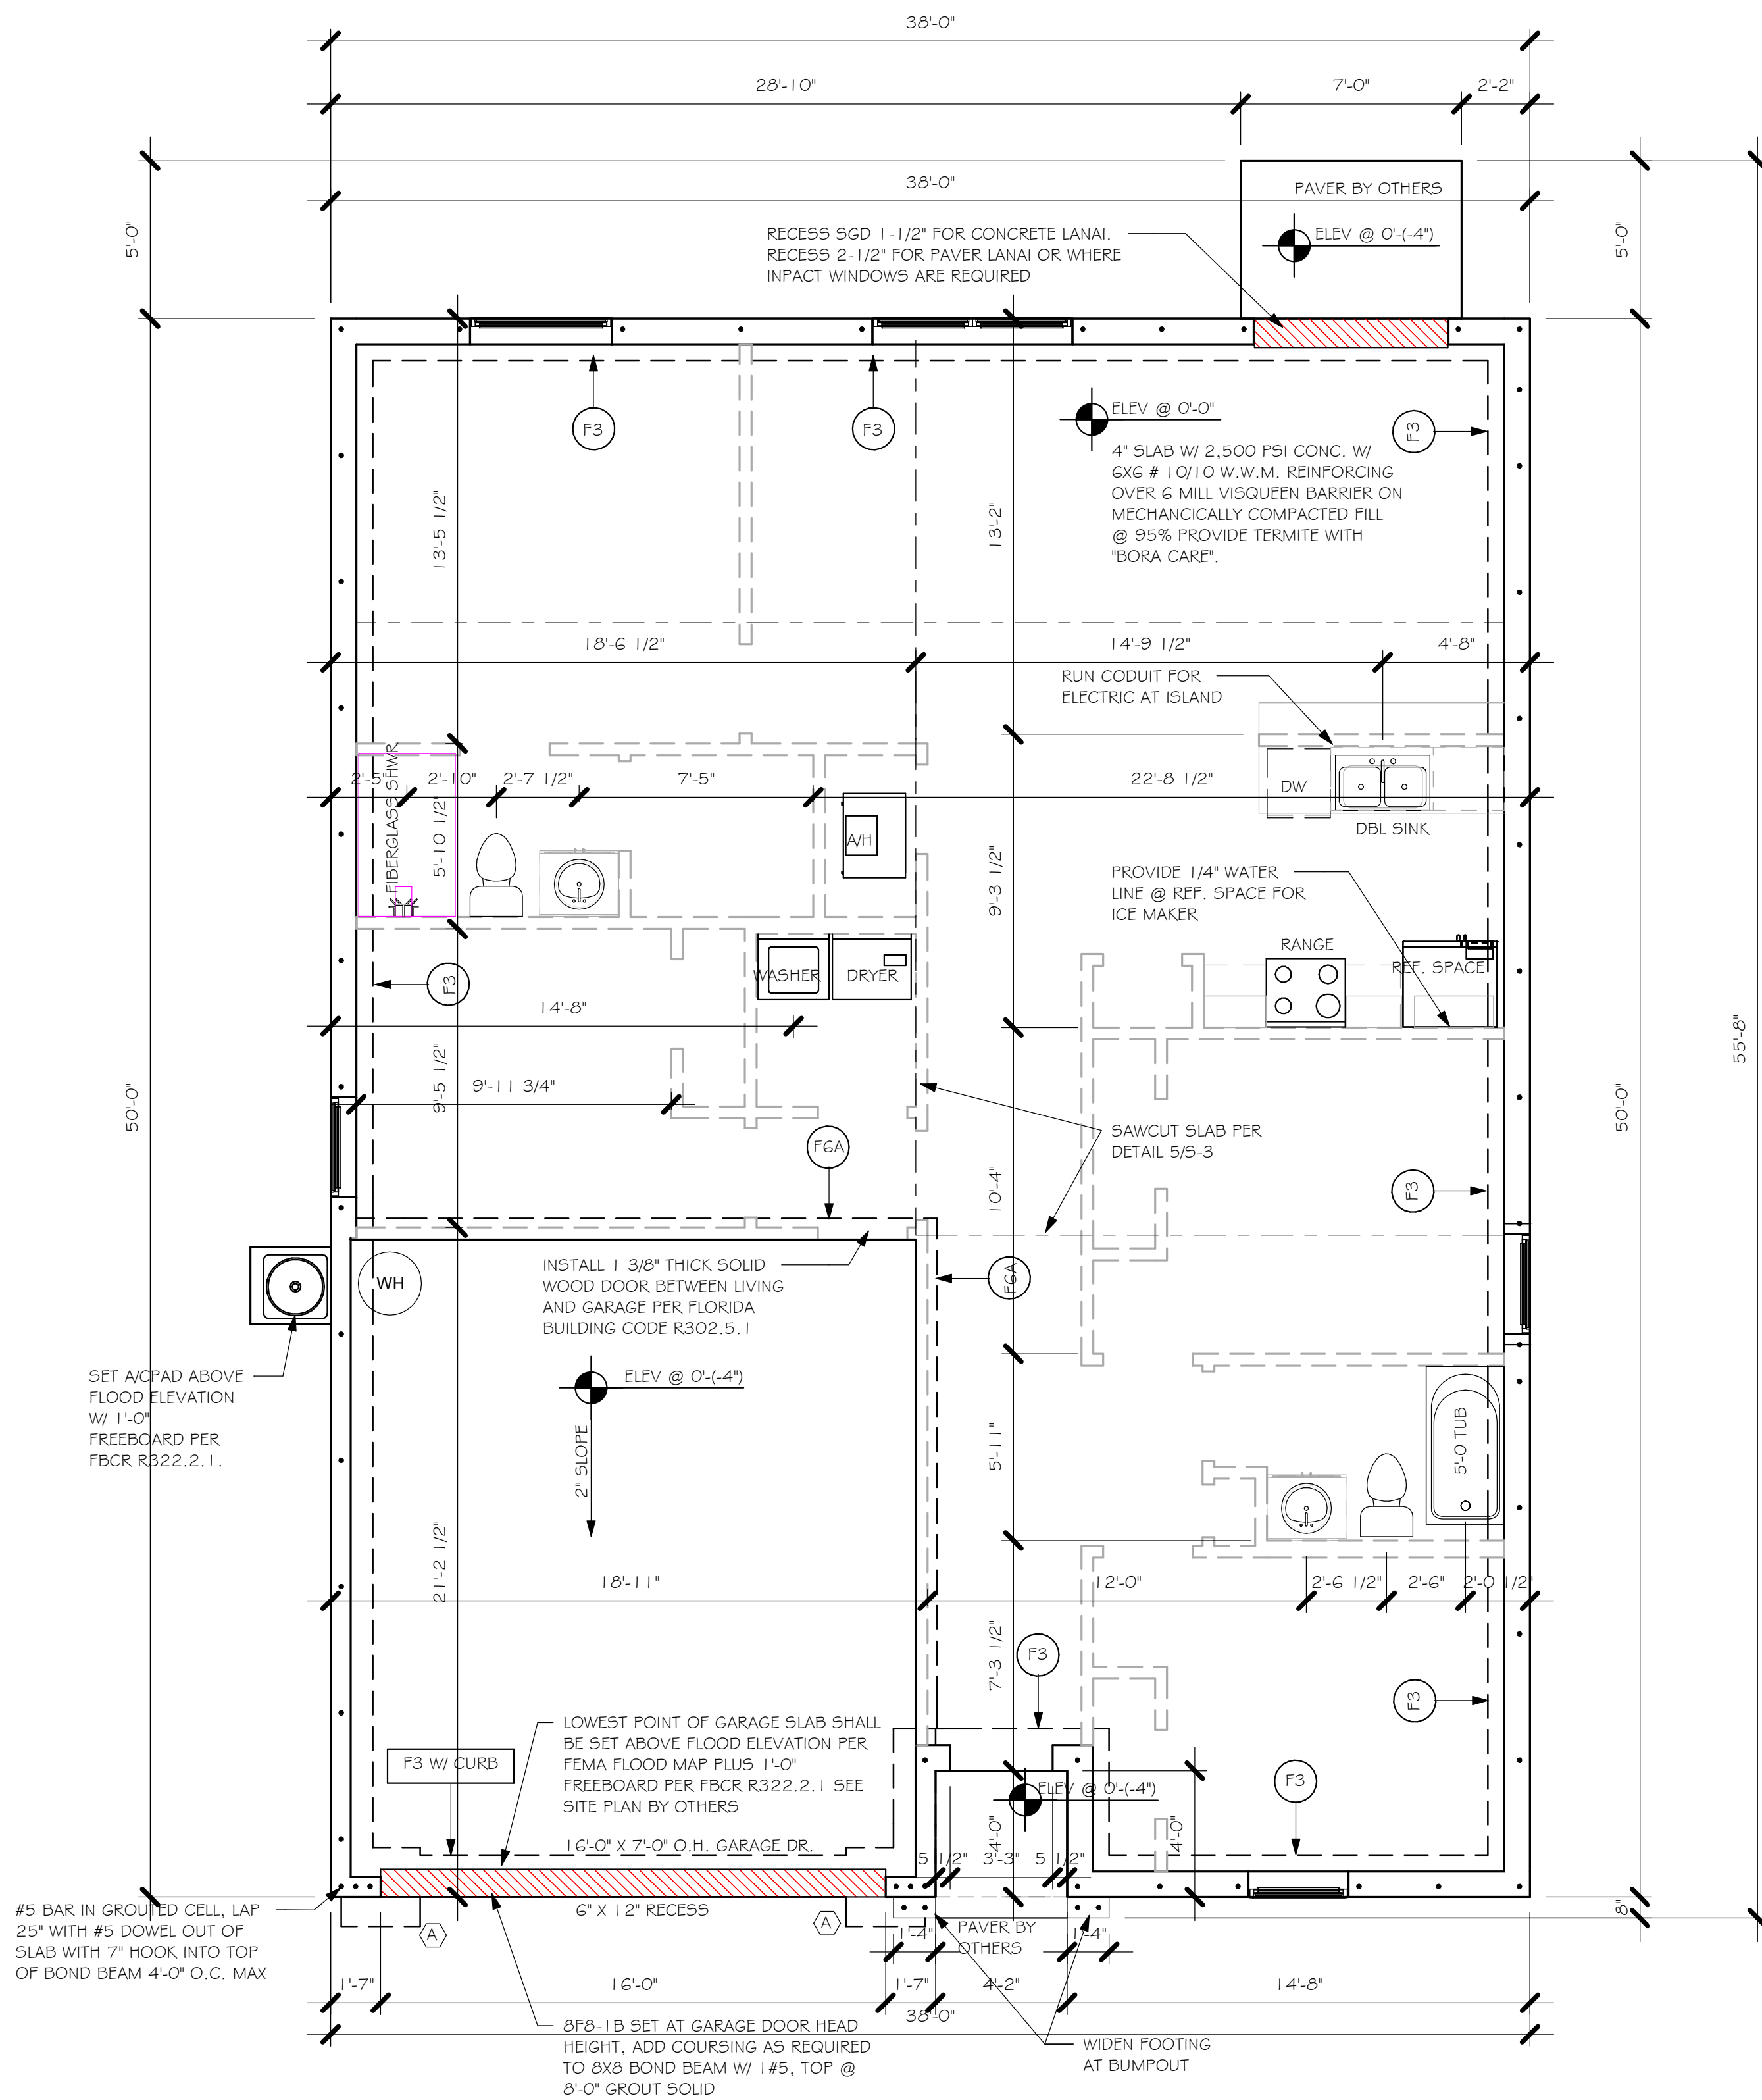 38'-0"
28'-10"
7'-0"
2'-2"
38'-0"
PAVER BY OTHERS
5'-0"
5'-0"
RECESS SGD 1-1/2" FOR CONCRETE LANAI.
RECESS 2-1/2" FOR PAVER LANAI OR WHERE
INPACT WINDOWS ARE REQUIRED
ELEV @ 0'-(-4")
F3
F3
F3
ELEV @ 0'-0"
4" SLAB W/ 2,500 PSI CONC. W/
6X6 # 10/10 W.W.M. REINFORCING
OVER 6 MILL VISQUEEN BARRIER ON
MECHANCICALLY COMPACTED FILL
@ 95% PROVIDE TERMITE WITH
"BORA CARE".
13'-5 1/2"
13'-2"
18'-6 1/2"
14'-9 1/2"
4'-8"
RUN CODUIT FOR
ELECTRIC AT ISLAND
2'-5"
2'-10"
2'-7 1/2"
7'-5"
22'-8 1/2"
DW
DBL SINK
FIBERGLASS SHWR
5'-10 1/2"
A/H
9'-3 1/2"
PROVIDE 1/4" WATER
LINE @ REF. SPACE FOR
ICE MAKER
RANGE
REF. SPACE
WASHER
DRYER
F3
14'-8"
9'-11 3/4"
9'-5 1/2"
50'-0"
50'-0"
55'-8"
SAWCUT SLAB PER
DETAIL 5/S-3
F6A
F3
10'-4"
WH
INSTALL 1 3/8" THICK SOLID
WOOD DOOR BETWEEN LIVING
AND GARAGE PER FLORIDA
BUILDING CODE R302.5.1
F6A
SET A/CPAD ABOVE
FLOOD ELEVATION
W/ 1'-0"
FREEBOARD PER
FBCR R322.2.1.
ELEV @ 0'-(-4")
2" SLOPE
5'-11"
5'-0 TUB
21'-2 1/2"
18'-11"
12'-0"
2'-6 1/2"
2'-6"
2'-0 1/2"
7'-3 1/2"
F3
F3
LOWEST POINT OF GARAGE SLAB SHALL
BE SET ABOVE FLOOD ELEVATION PER
FEMA FLOOD MAP PLUS 1'-0"
FREEBOARD PER FBCR R322.2.1 SEE
SITE PLAN BY OTHERS
F3 W/ CURB
F3
ELEV @ 0'-(-4")
4'-0"
4'-0"
16'-0" X 7'-0" O.H. GARAGE DR.
5 1/2"
3'-3"
5 1/2"
6" X 12" RECESS
8"
#5 BAR IN GROUTED CELL, LAP
25" WITH #5 DOWEL OUT OF
SLAB WITH 7" HOOK INTO TOP
OF BOND BEAM 4'-0" O.C. MAX
A
A
PAVER BY
OTHERS
1'-4"
1'-4"
1'-7"
16'-0"
1'-7"
4'-2"
14'-8"
38'-0"
8F8-1B SET AT GARAGE DOOR HEAD
HEIGHT, ADD COURSING AS REQUIRED
TO 8X8 BOND BEAM W/ 1#5, TOP @
8'-0" GROUT SOLID
WIDEN FOOTING
AT BUMPOUT